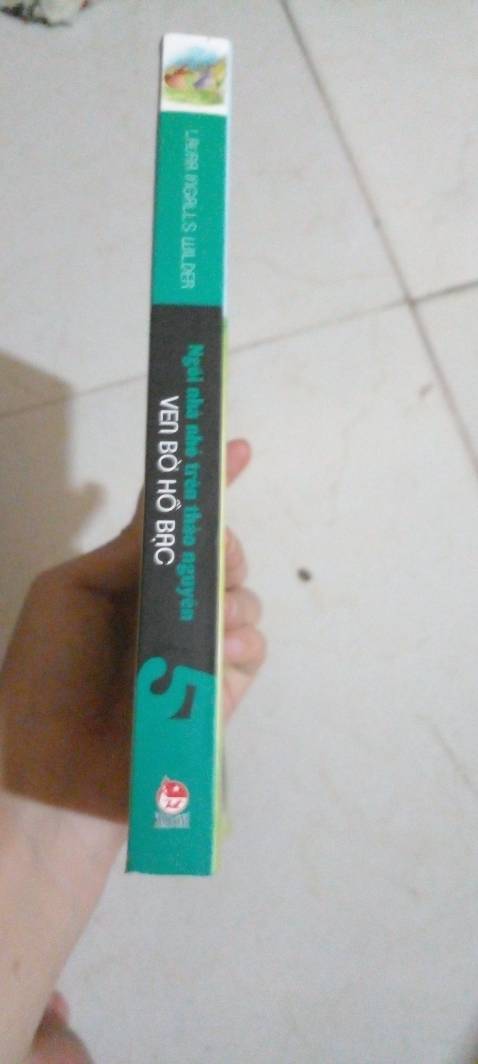 LAURA INGALLS WILDER
Ngôi nhà nhỏ trên thảo nguyên
VEN BỜ HỒ BẠC
5